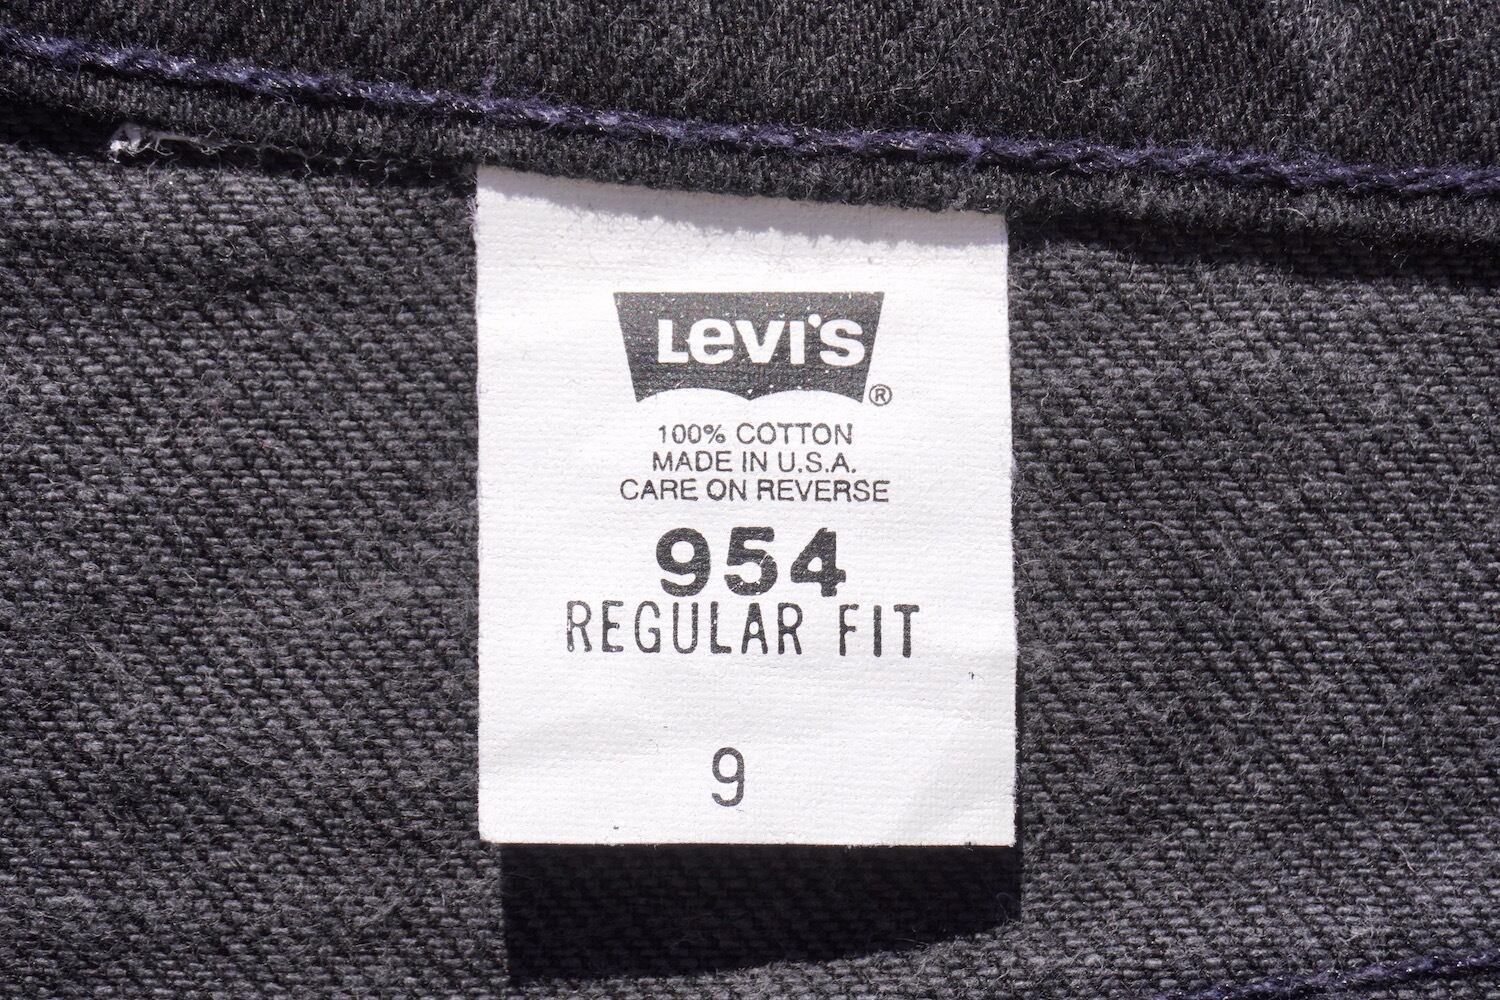 LeVI'S
®
100% COTTON
MADE IN U.S.A.
CARE ON REVERSE
954
REGULAR FIT
9